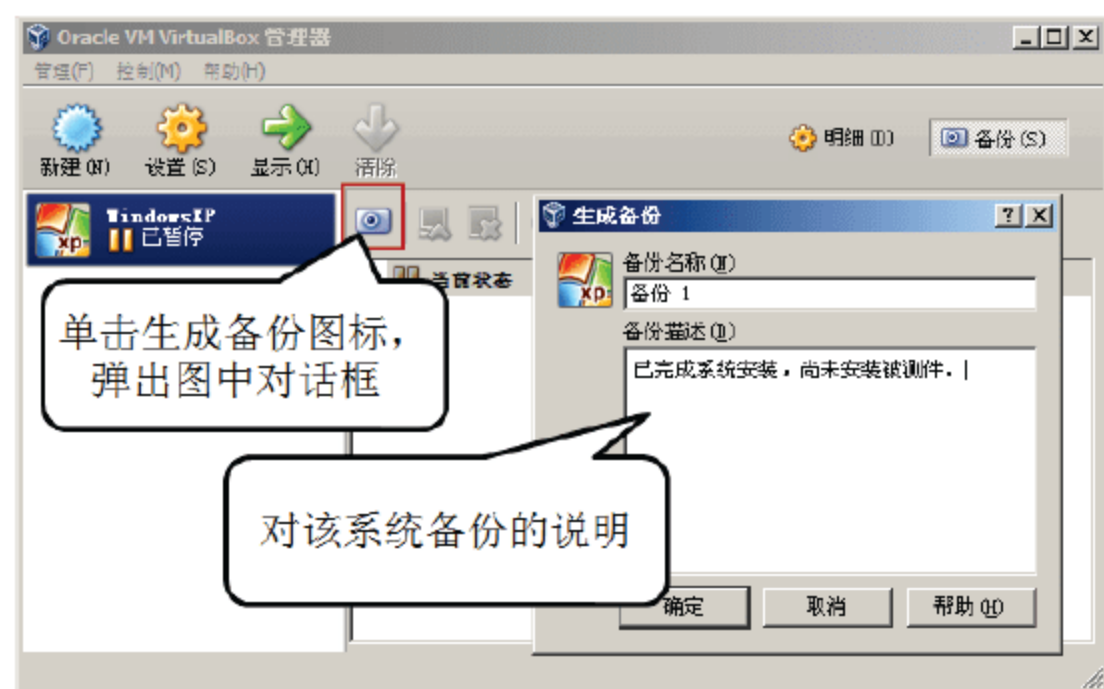 Oracle VM VirtualBox 管理器
管理(F) 控制(M) 帮助(H)
新建(N) 设置(S) 显示(H) 清除
明细(D) 备份(S)
WindowsXP
已暂停
当前状态
生成备份
备份名称(N)
备份 1
备份描述(D)
已完成系统安装，尚未安装被测件．
单击生成备份图标，
弹出图中对话框
对该系统备份的说明
确定 取消 帮助(H)